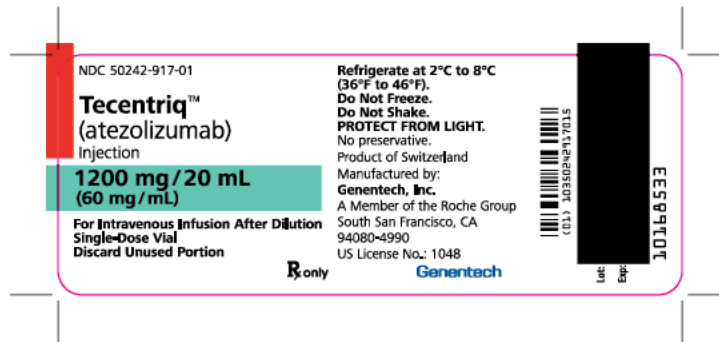 NDC 50242-917-01
Tecentriq™
(atezolizumab)
Injection
1200 mg/20 mL
(60 mg/mL)
For Intravenous Infusion After Dilution
Single-Dose Vial
Discard Unused Portion
Rx only
Refrigerate at 2°C to 8°C
(36°F to 46°F).
Do Not Freeze.
Do Not Shake.
PROTECT FROM LIGHT.
No preservative.
Product of Switzerland
Manufactured by:
Genentech, Inc.
A Member of the Roche Group
South San Francisco, CA
94080-4990
US License No.: 1048
Genentech
(01) 10350242917015
Lot:
Exp:
10168533